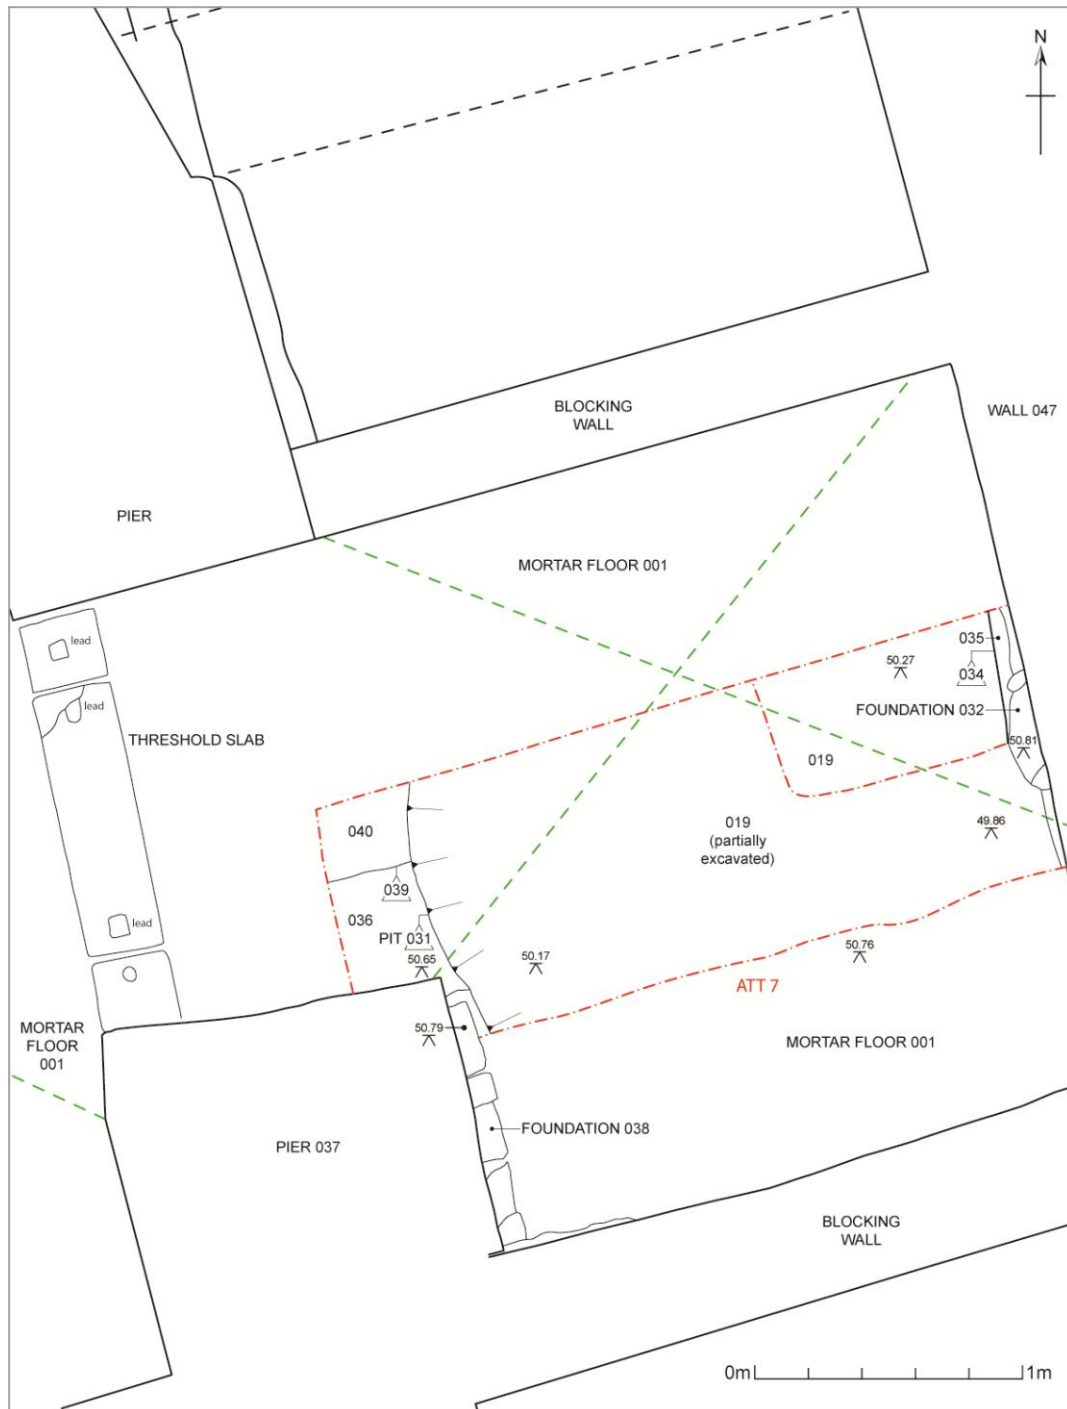 N
BLOCKING
WALL
WALL 047
PIER
MORTAR FLOOR 001
lead
035
50.27
034
lead
FOUNDATION 032
THRESHOLD SLAB
50.81
019
040
019
(partially
excavated)
49.86
039
036
lead
PIT 031
50.65
50.17
50.76
ATT 7
MORTAR
FLOOR
001
50.79
MORTAR FLOOR 001
FOUNDATION 038
PIER 037
BLOCKING
WALL
0m
1m